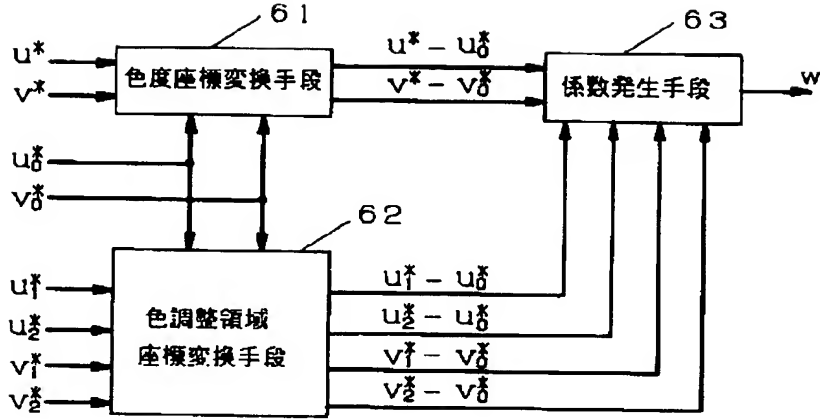 61
63
u*
v*
色度座標変換手段
u* − u₀*
v* − v₀*
係数発生手段
w
u₀*
v₀*
62
u₁*
u₂*
v₁*
v₂*
色調整領域
座標変換手段
u₁* − u₀*
u₂* − u₀*
v₁* − v₀*
v₂* − v₀*